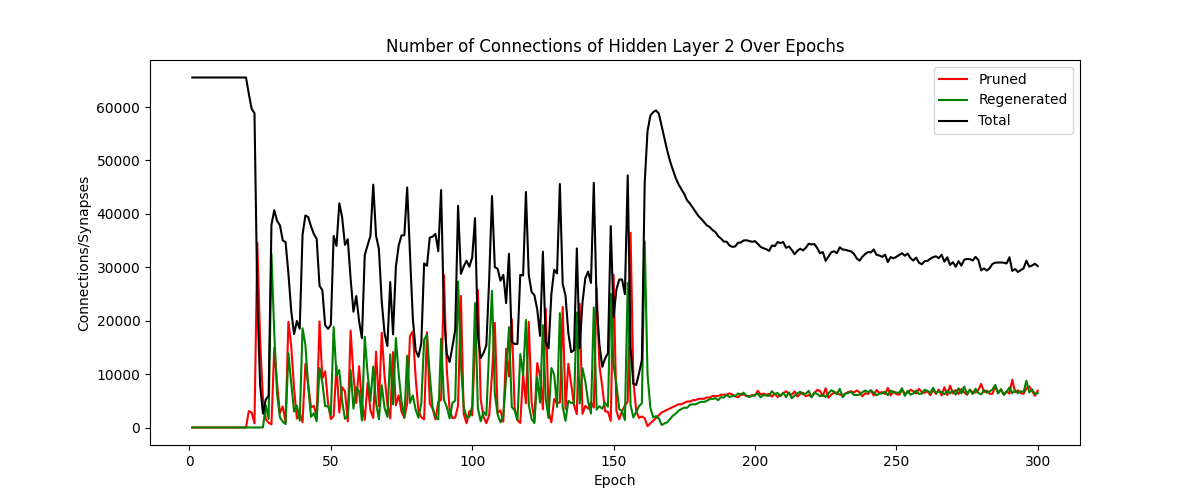 Number of Connections of Hidden Layer 2 Over Epochs
Pruned
Regenerated
Total
Connections/Synapses
60000
50000
40000
30000
20000
10000
0
0 50 100 150 200 250 300
Epoch